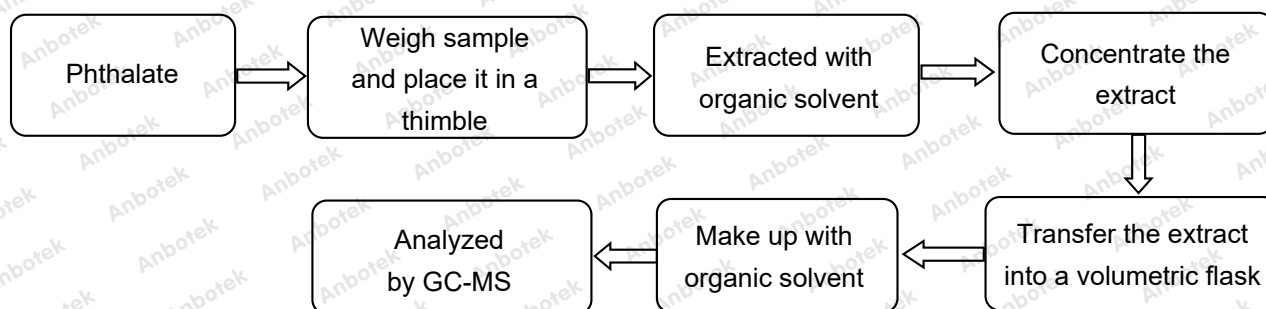 Phthalate
Weigh sample
and place it in a
thimble
Extracted with
organic solvent
Concentrate the
extract
Transfer the extract
into a volumetric flask
Make up with
organic solvent
Analyzed
by GC-MS
Anbotek